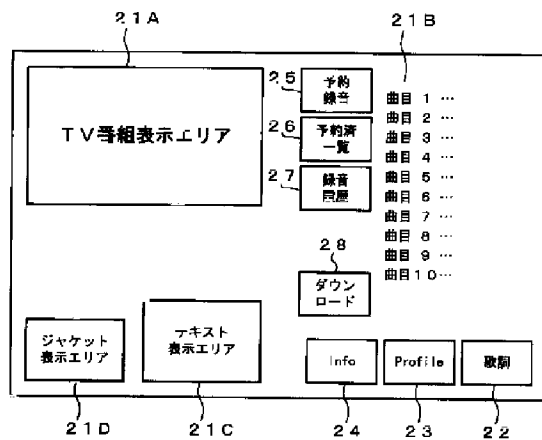 21A
21B
25
予約
録音
TV番組表示エリア
26
予約済
一覧
27
録音
履歴
曲目 1 …
曲目 2 …
曲目 3 …
曲目 4 …
曲目 5 …
曲目 6 …
曲目 7 …
曲目 8 …
曲目 9 …
曲目10…
28
ダウン
ロード
ジャケット
表示エリア
テキスト
表示エリア
Info
Profile
歌詞
21D
21C
24
23
22